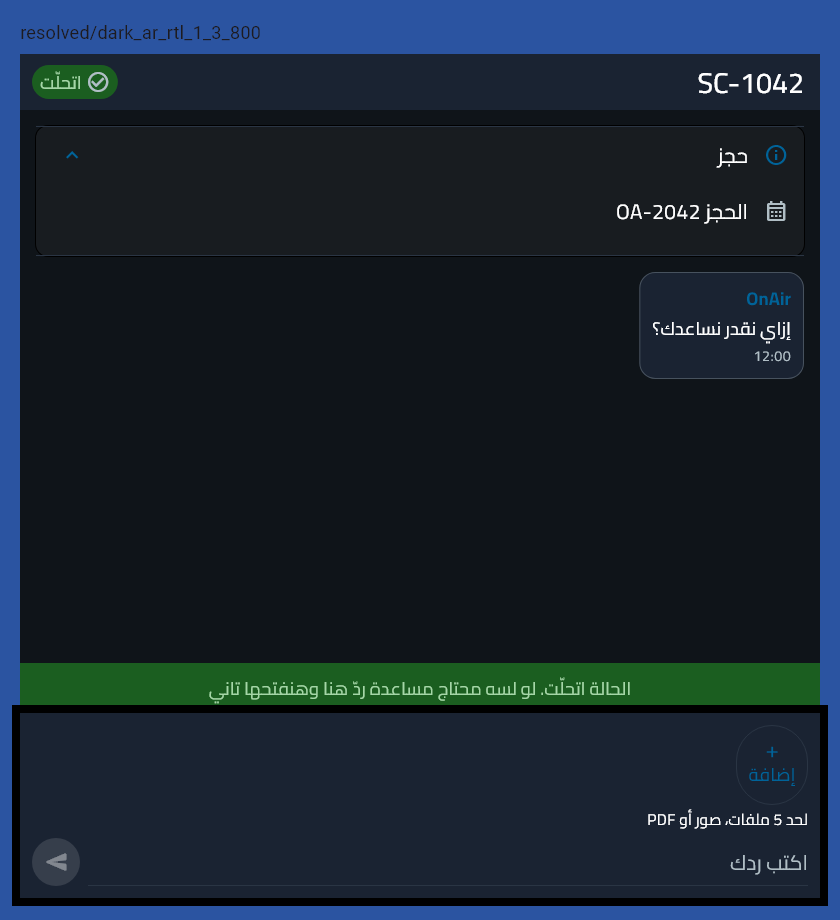 resolved/dark_ar_rtl_1_3_800
SC-1042
اتحلّت
حجز
الحجز OA-2042
OnAir
إزاي نقدر نساعدك؟
12:00
الحالة اتحلّت. لو لسه محتاج مساعدة ردّ هنا وهنفتحها تاني
+
إضافة
لحد 5 ملفات، صور أو PDF
اكتب ردك